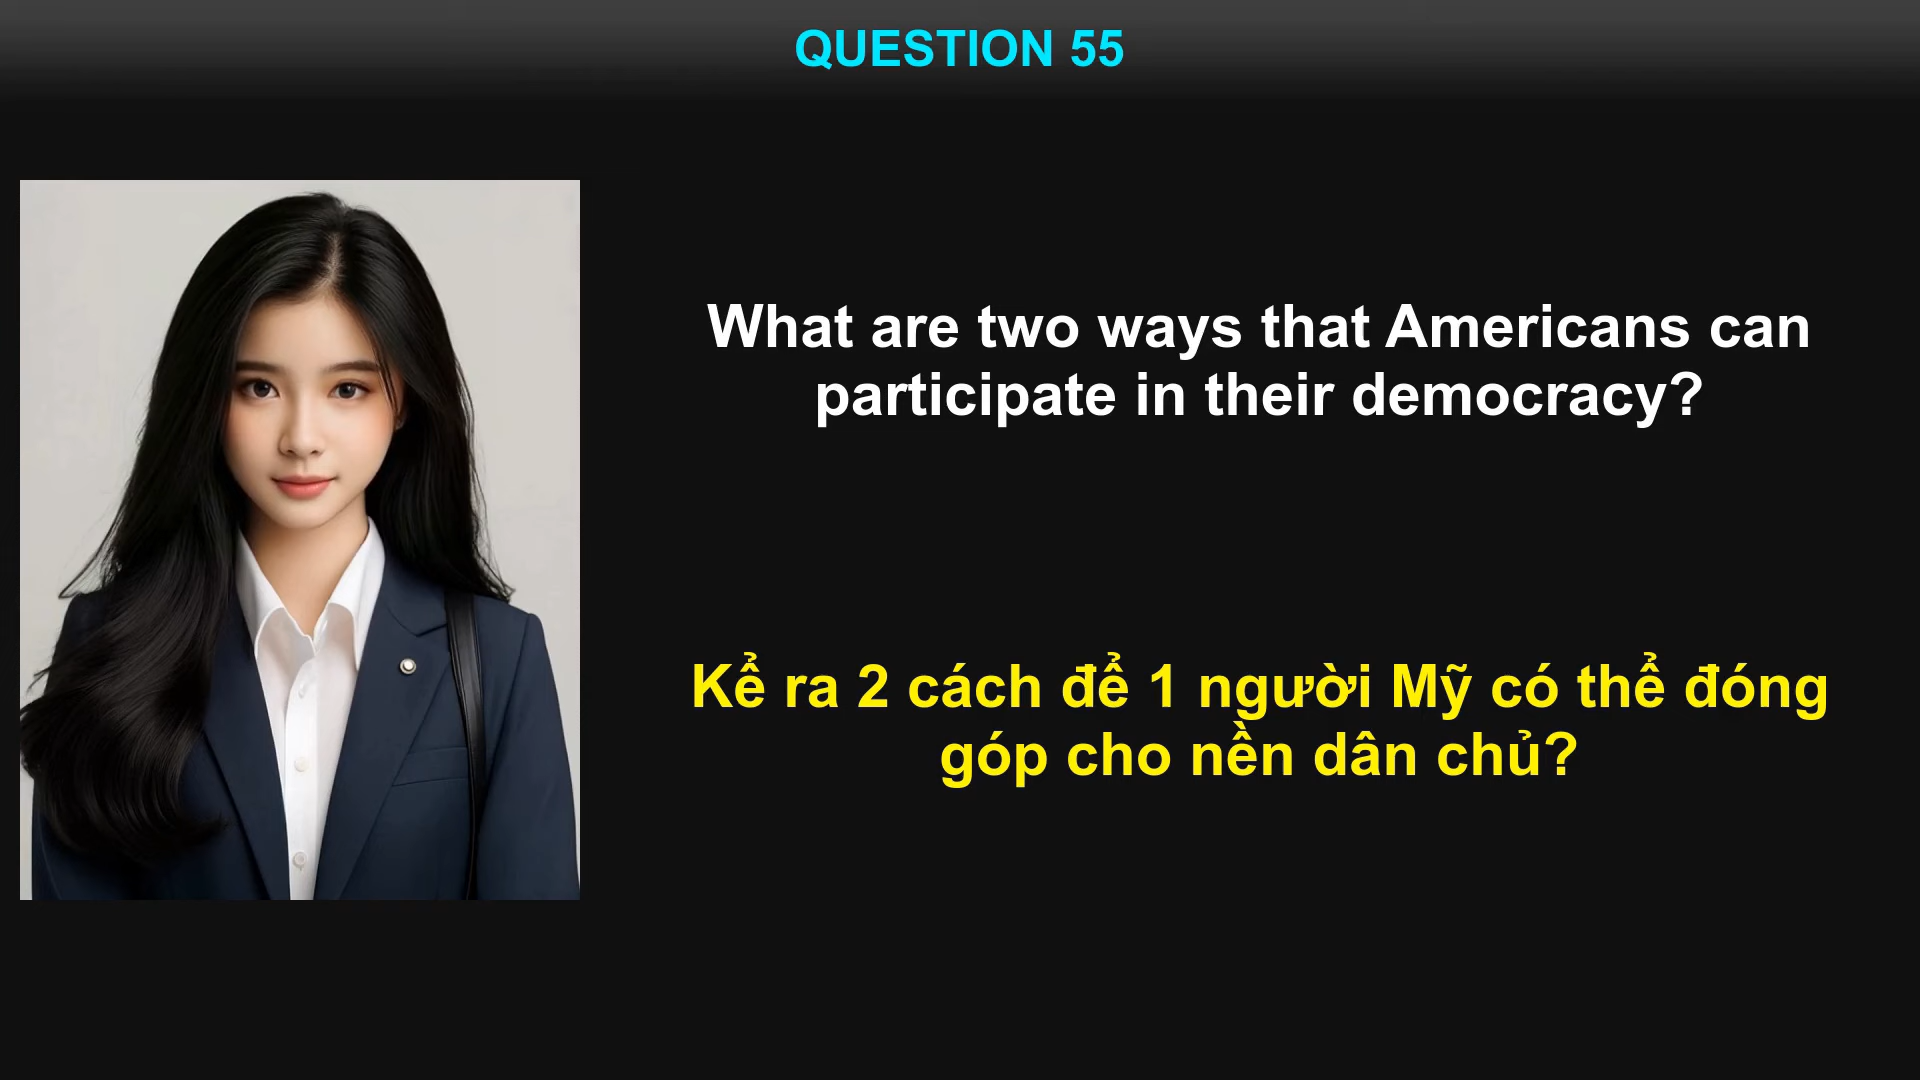 QUESTION 55
What are two ways that Americans can
participate in their democracy?
Kể ra 2 cách để 1 người Mỹ có thể đóng
góp cho nền dân chủ?